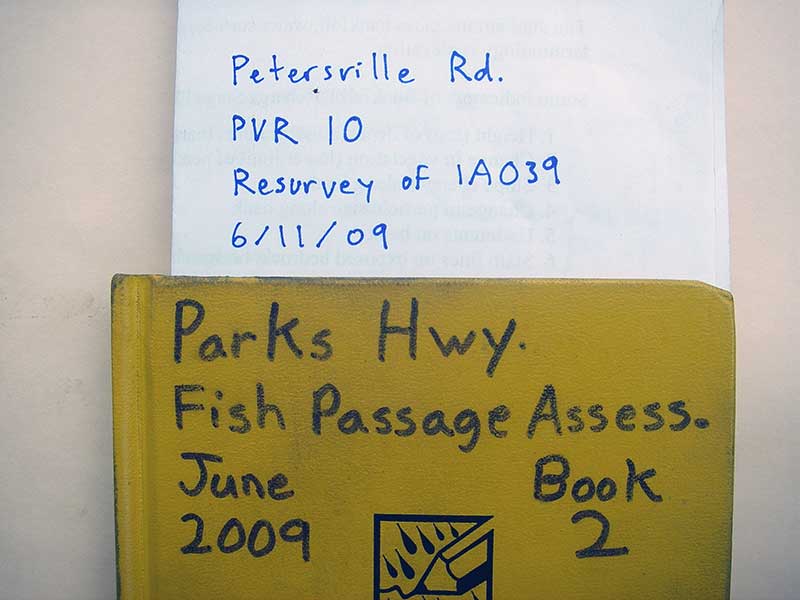 Petersville Rd.
PVR 10
Resurvey of 1A039
6/11/09
Parks Hwy.
Fish Passage Assess.
June Book
2009 2